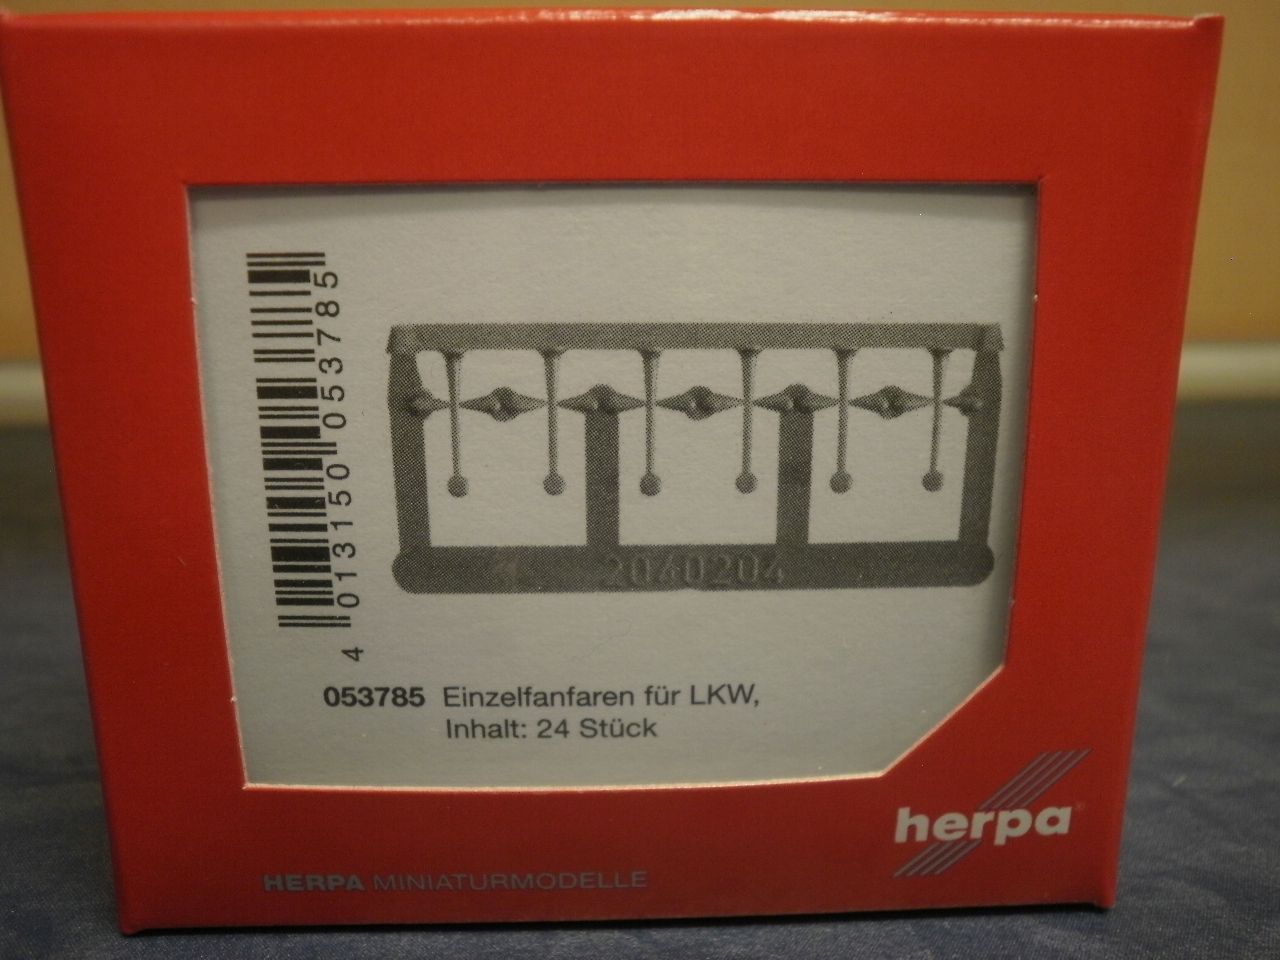 4 013150 053785
2040204
053785 Einzelfanfaren für LKW,
Inhalt: 24 Stück
herpa®
HERPA MINIATURMODELLE